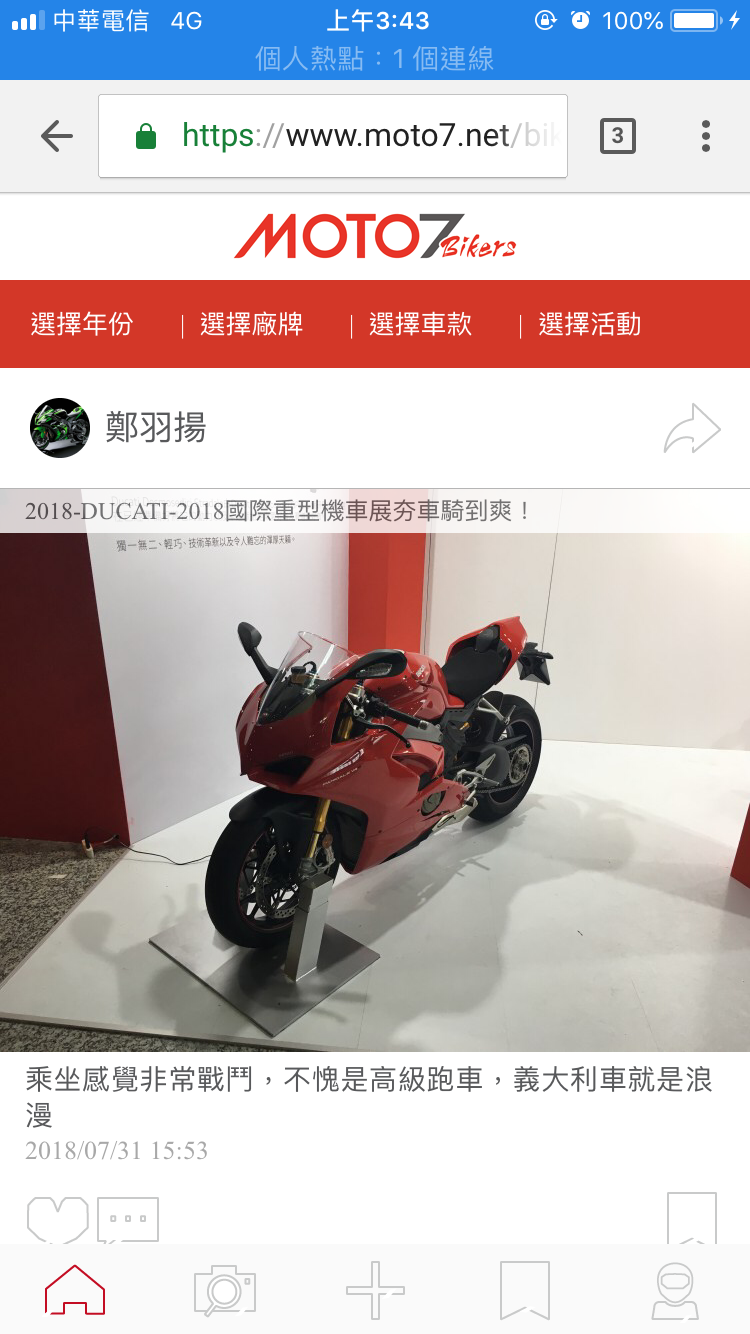 中華電信 4G 上午3:43 100%
個人熱點：1 個連線
https://www.moto7.net/bik
3
MOTO7 Bikers
選擇年份 | 選擇廠牌 | 選擇車款 | 選擇活動
鄭羽揚
2018-DUCATI-2018國際重型機車展夯車騎到爽！
獨一無二、輕巧、技術革新以及令人難忘的渾厚天籟。
乘坐感覺非常戰鬥，不愧是高級跑車，義大利車就是浪
漫
2018/07/31 15:53